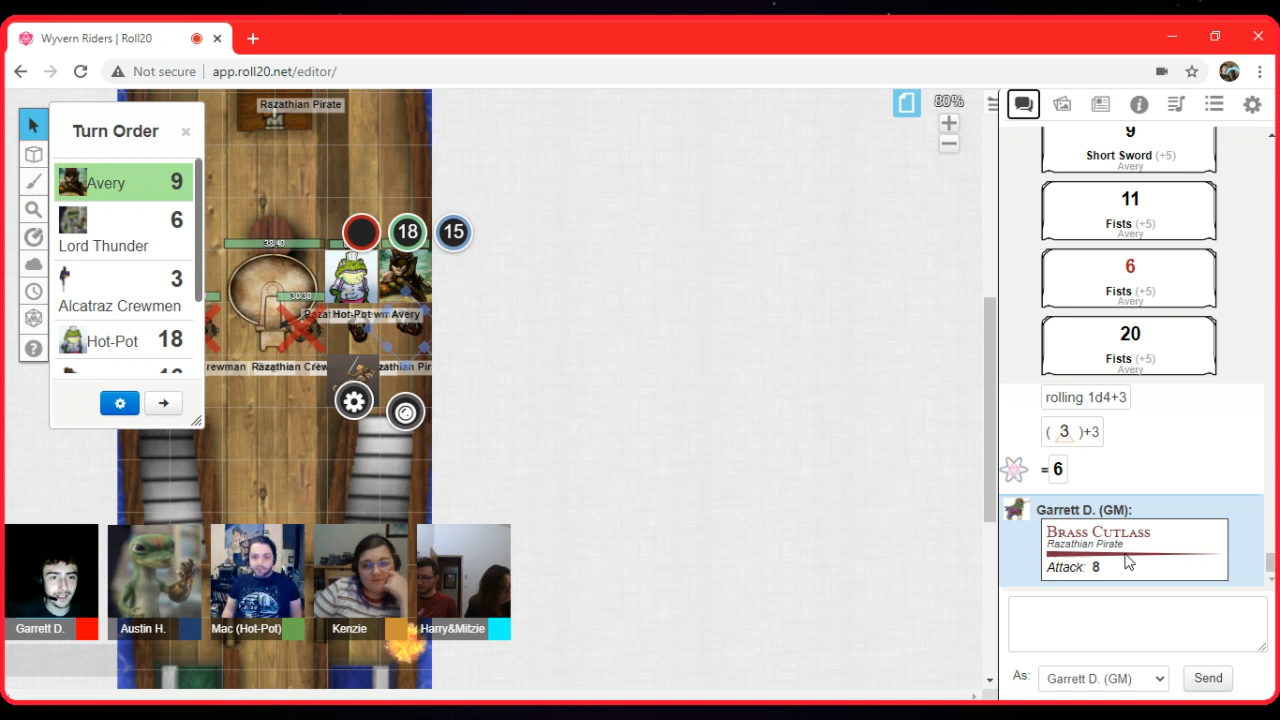 Wyvern Riders | Roll20
Not secure
app.roll20.net/editor/
Turn Order
Avery 9
6
Lord Thunder
3
Alcatraz Crewmen
Hot-Pot 18
Razathian Pirate
80%
18
15
38/40
30/30
Hot-Pot
Avery
Razathian
9
Short Sword (+5)
Avery
11
Fists (+5)
Avery
6
Fists (+5)
Avery
20
Fists (+5)
Avery
rolling 1d4+3
( 3 )+3
= 6
Garrett D. (GM):
Brass Cutlass
Razathian Pirate
Attack: 8
Garrett D.
Austin H.
Mac (Hot-Pot)
Kenzie
Harry&Mitzie
As:
Garrett D. (GM)
Send